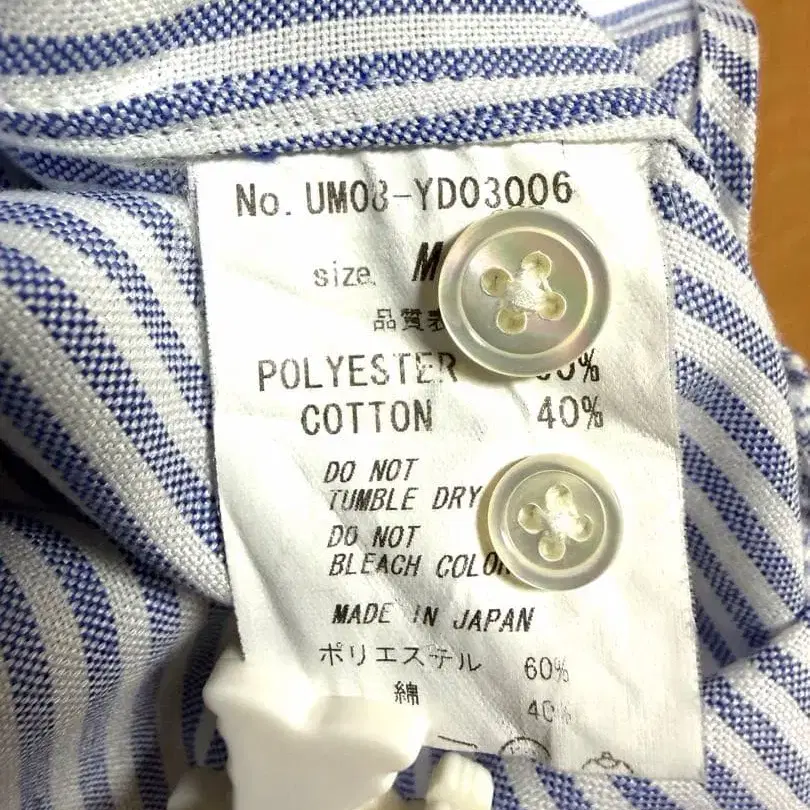 No. UM08-YD03006
size. M
品質表
POLYESTER
COTTON 40%
DO NOT
TUMBLE DRY
DO NOT
BLEACH COLOR
MADE IN JAPAN
ポリエステル 60%
綿 40%